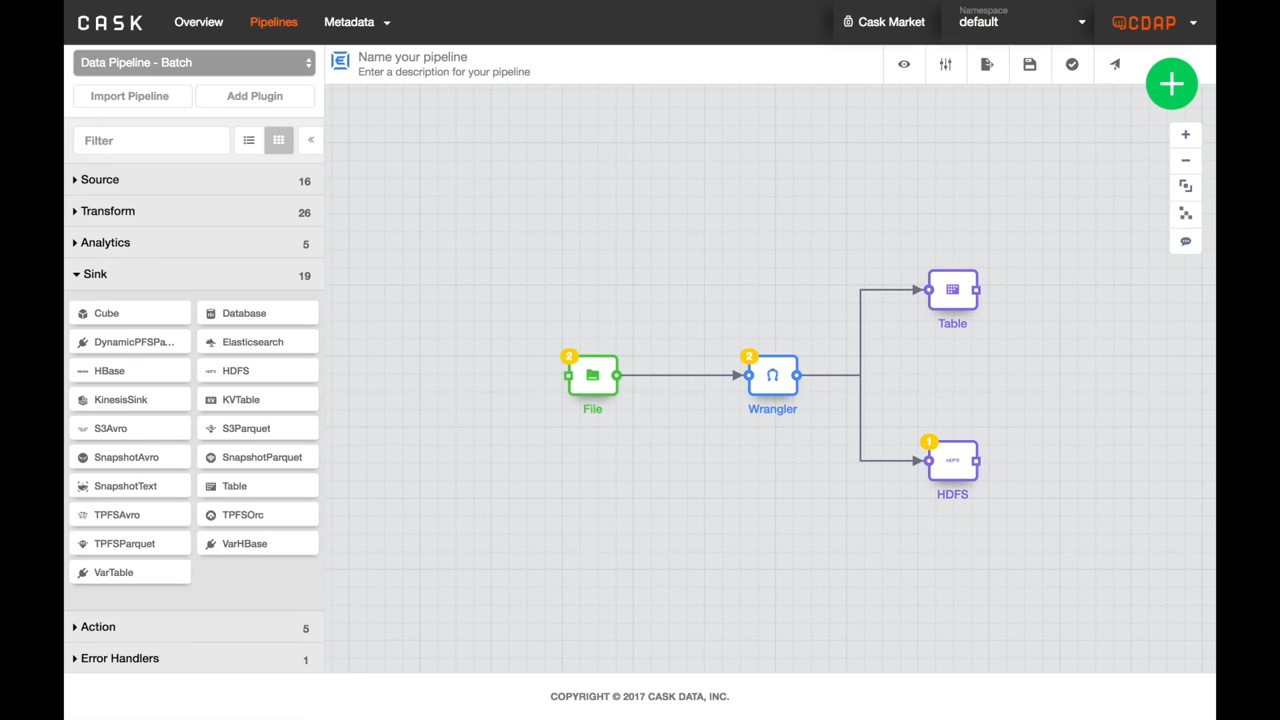 CASK
Overview
Pipelines
Metadata
Cask Market
Namespace
default
CDAP
Data Pipeline - Batch
Import Pipeline
Add Plugin
Filter
Name your pipeline
Enter a description for your pipeline
Source 16
Transform 26
Analytics 5
Sink 19
Cube
Database
DynamicPFSPa...
Elasticsearch
HBase
HDFS
KinesisSink
KVTable
S3Avro
S3Parquet
SnapshotAvro
SnapshotParquet
SnapshotText
Table
TPFSAvro
TPFSOrc
TPFSParquet
VarHBase
VarTable
Action 5
Error Handlers 1
2
File
2
Wrangler
Table
1
HDFS
HDFS
COPYRIGHT © 2017 CASK DATA, INC.